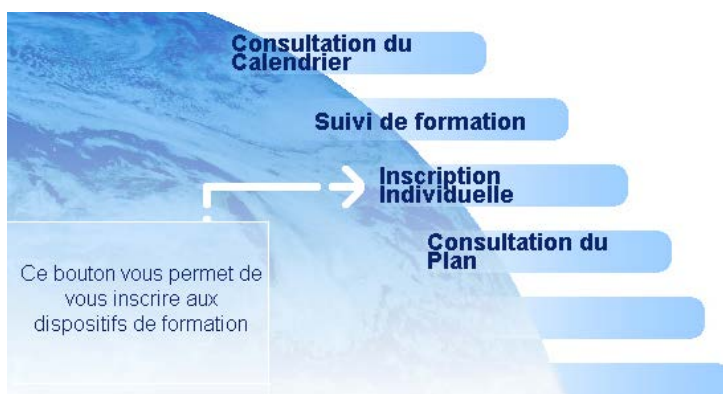 Consultation du
Calendrier
Suivi de formation
Inscription
Individuelle
Consultation du
Plan
Ce bouton vous permet de
vous inscrire aux
dispositifs de formation